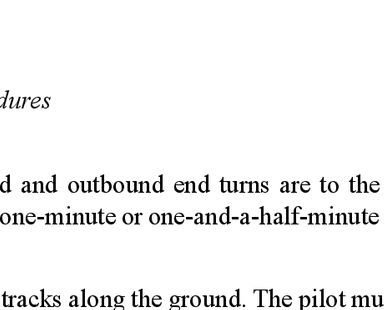 dures
d and outbound end turns are to the
one-minute or one-and-a-half-minute
tracks along the ground. The pilot mu